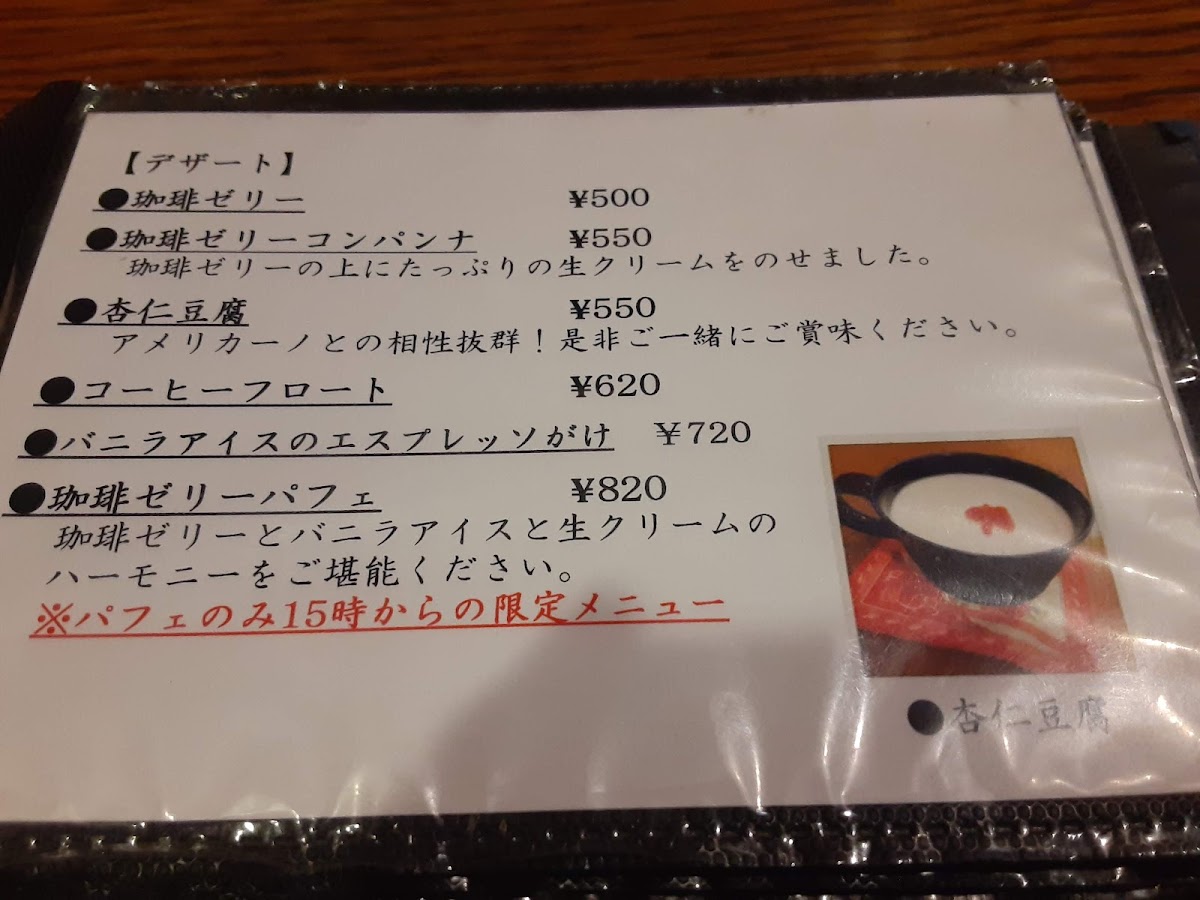 【デザート】
●珈琲ゼリー ¥500
●珈琲ゼリーコンパンナ ¥550
珈琲ゼリーの上にたっぷりの生クリームをのせました。
●杏仁豆腐 ¥550
アメリカーノとの相性抜群!是非ご一緒にご賞味ください。
●コーヒーフロート ¥620
●バニラアイスのエスプレッソがけ ¥720
●珈琲ゼリーパフェ ¥820
珈琲ゼリーとバニラアイスと生クリームの
ハーモニーをご堪能ください。
※パフェのみ15時からの限定メニュー
●杏仁豆腐